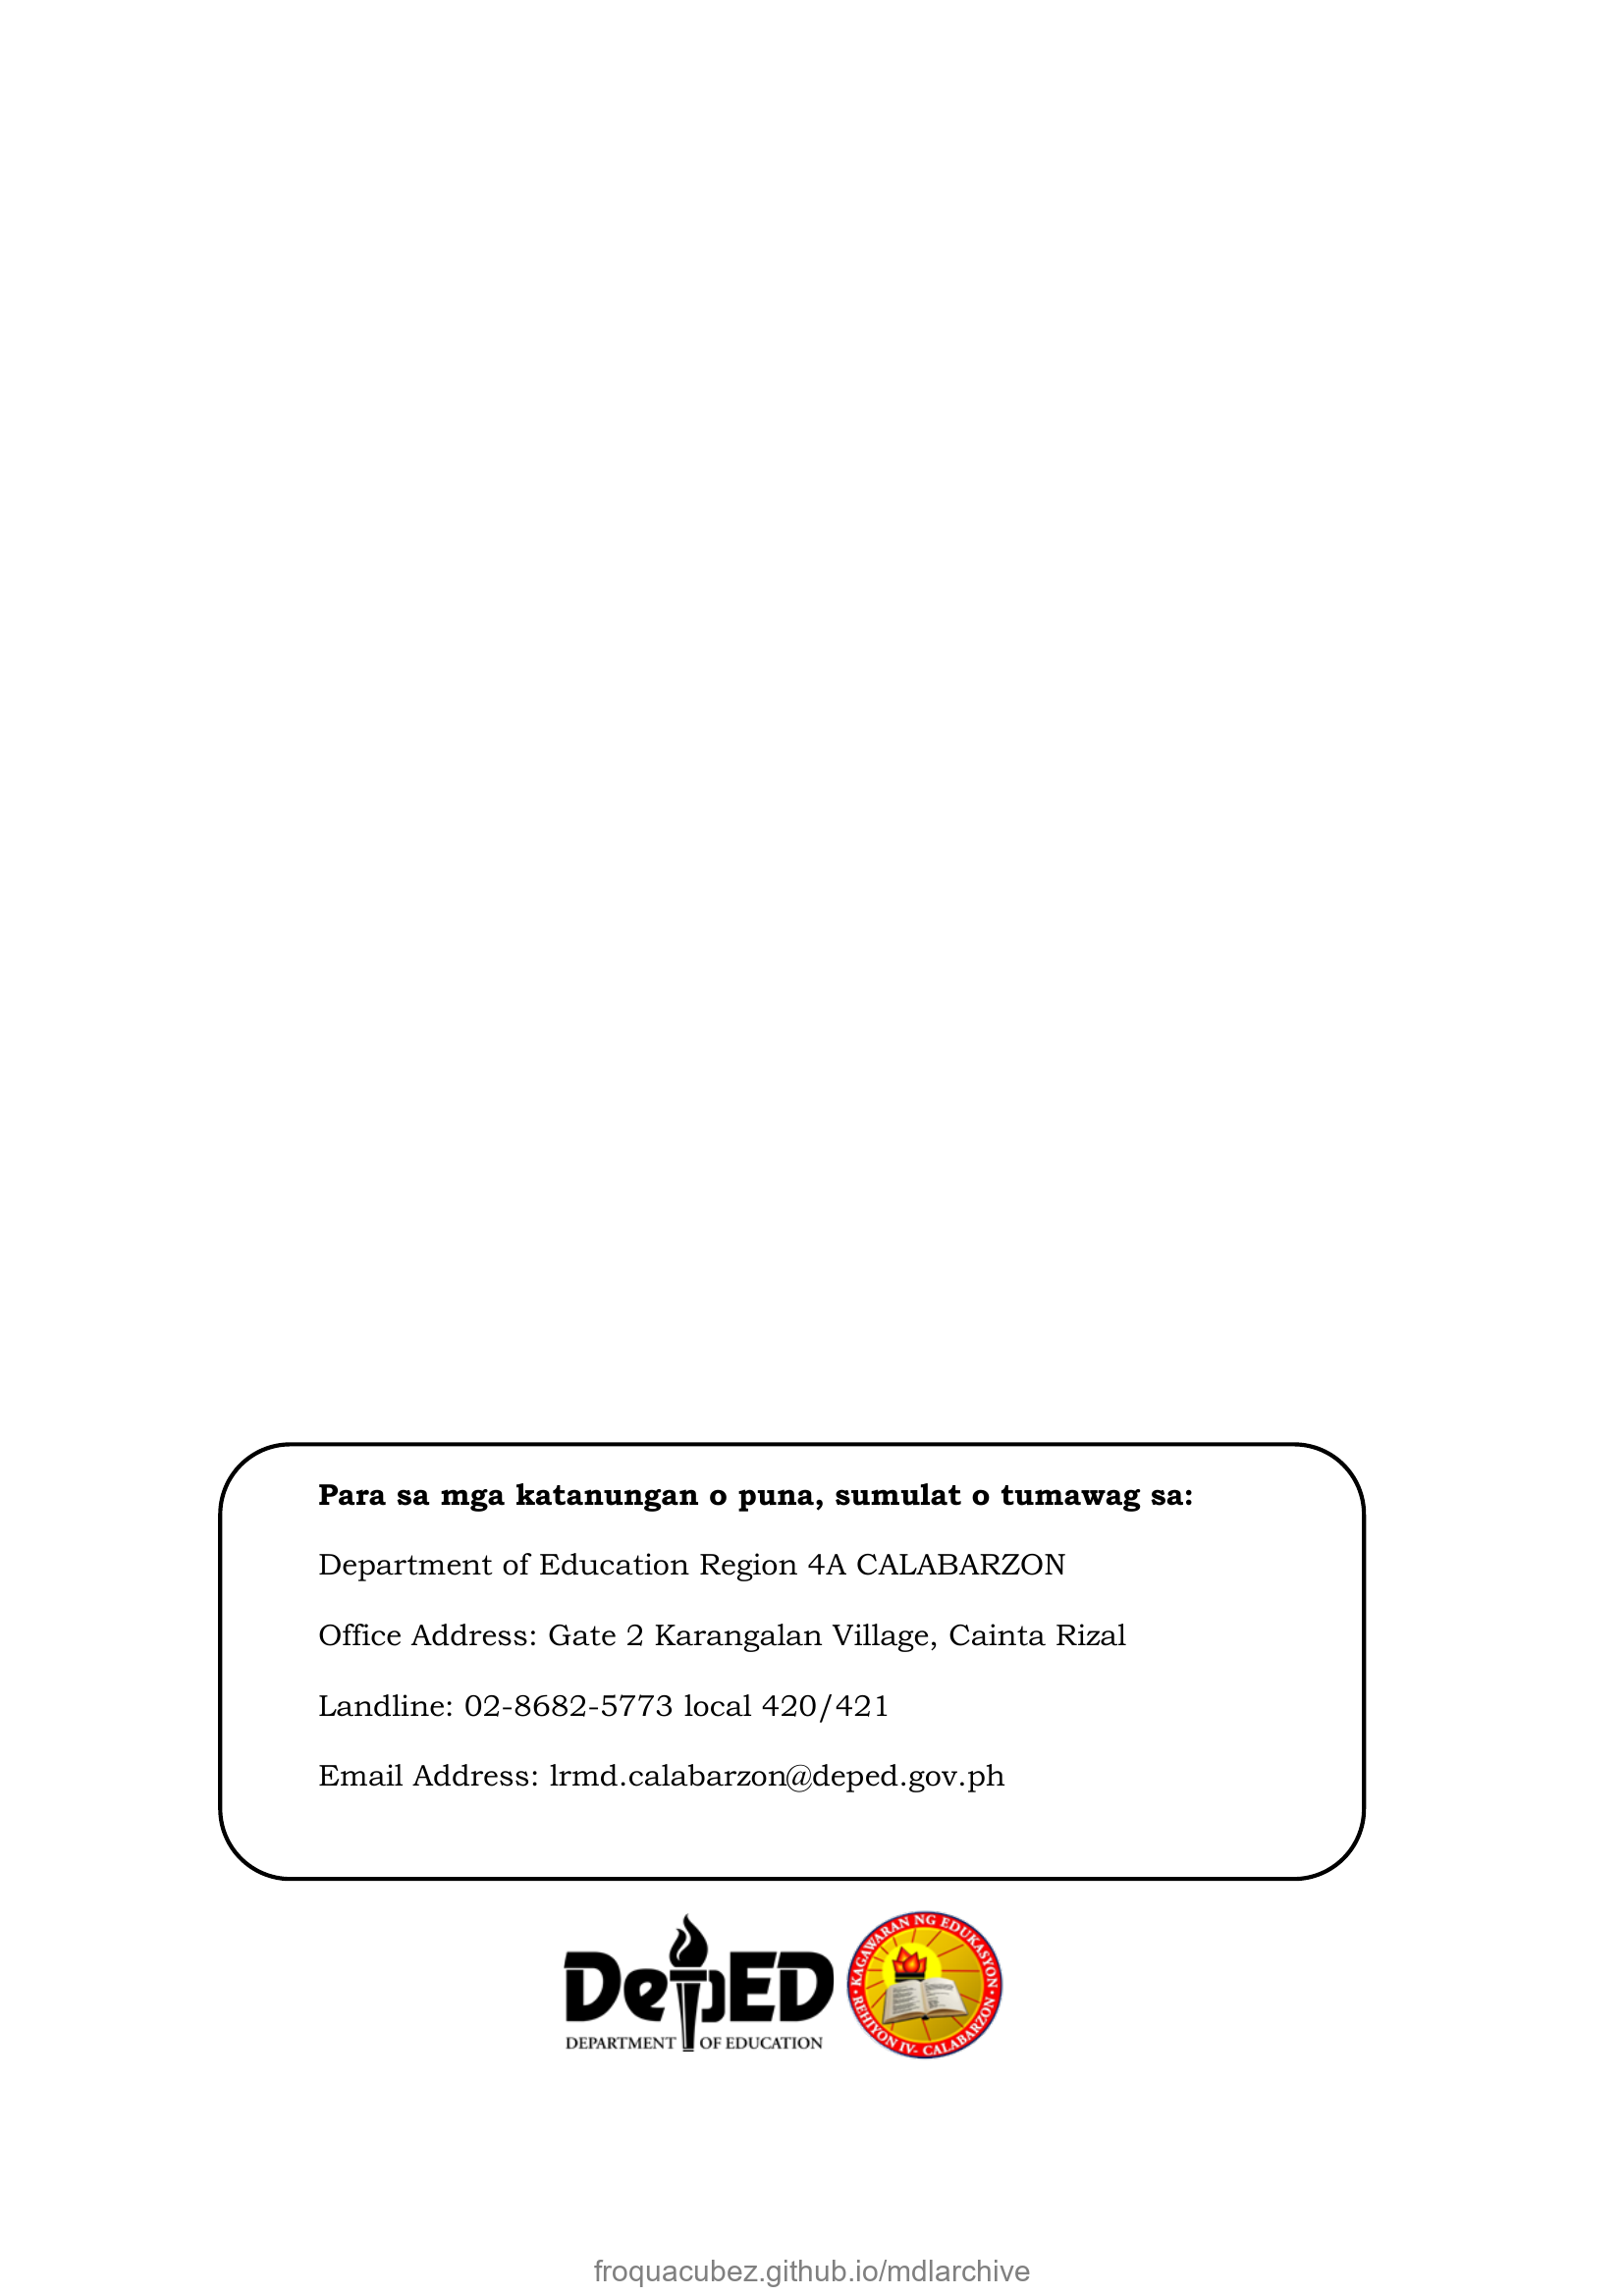 Para sa mga katanungan o puna, sumulat o tumawag sa:
Department of Education Region 4A CALABARZON
Office Address: Gate 2 Karangalan Village, Cainta Rizal
Landline: 02-8682-5773 local 420/421
Email Address: lrmd.calabarzon@deped.gov.ph
DepED
DEPARTMENT OF EDUCATION
KAGAWARAN NG EDUKASYON
REHIYON IV- CALABARZON
froquacubez.github.io/mdlarchive